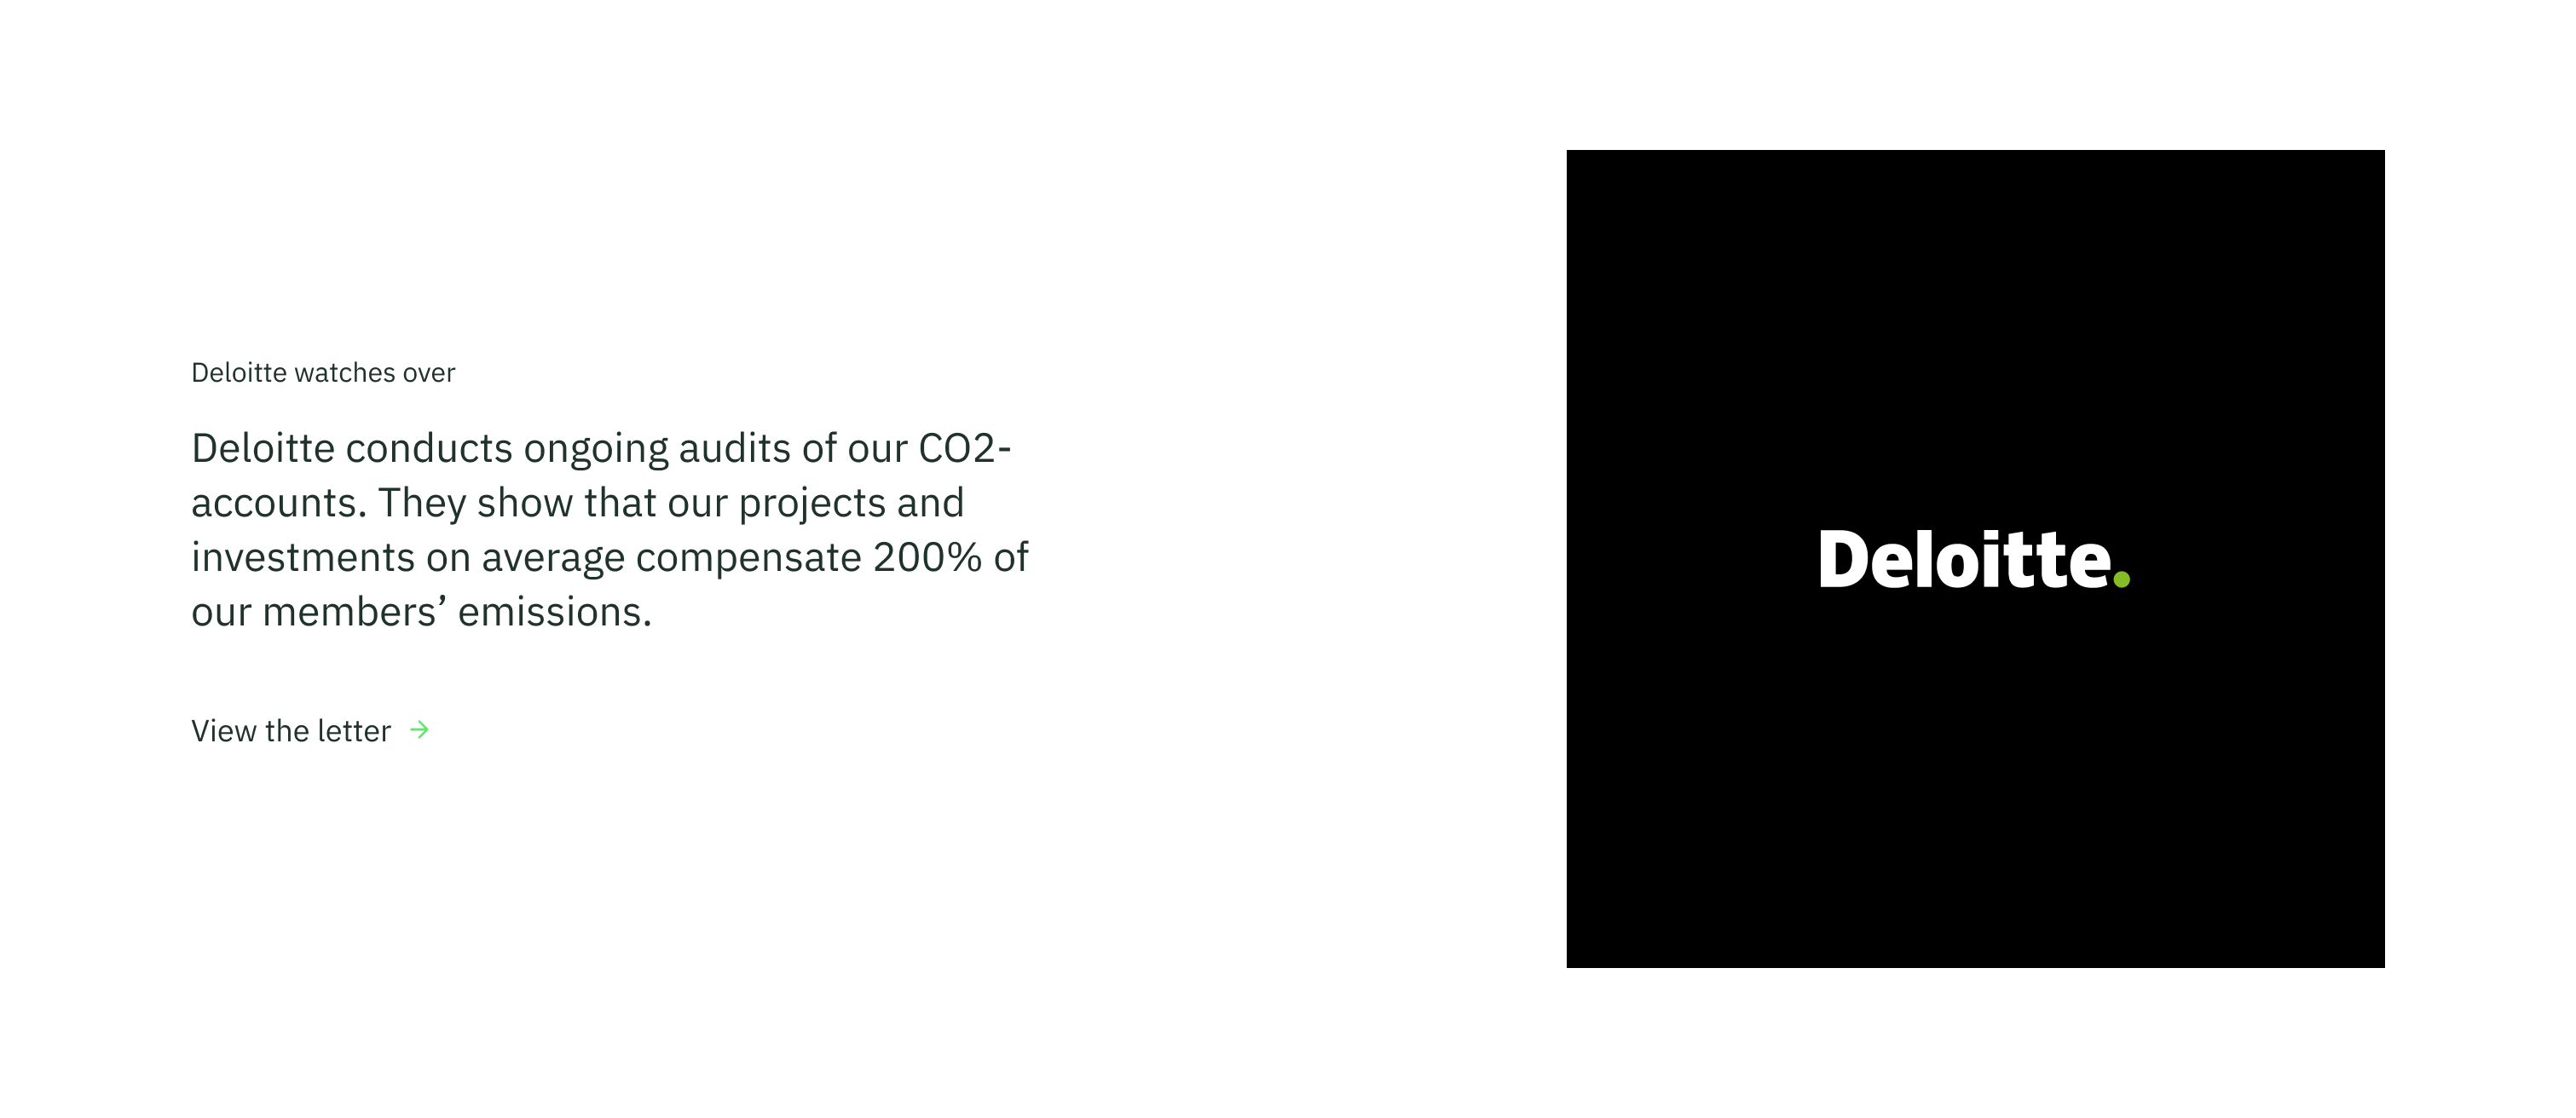 Deloitte watches over
Deloitte conducts ongoing audits of our CO2-
accounts. They show that our projects and
investments on average compensate 200% of
our members’ emissions.
View the letter →
Deloitte.